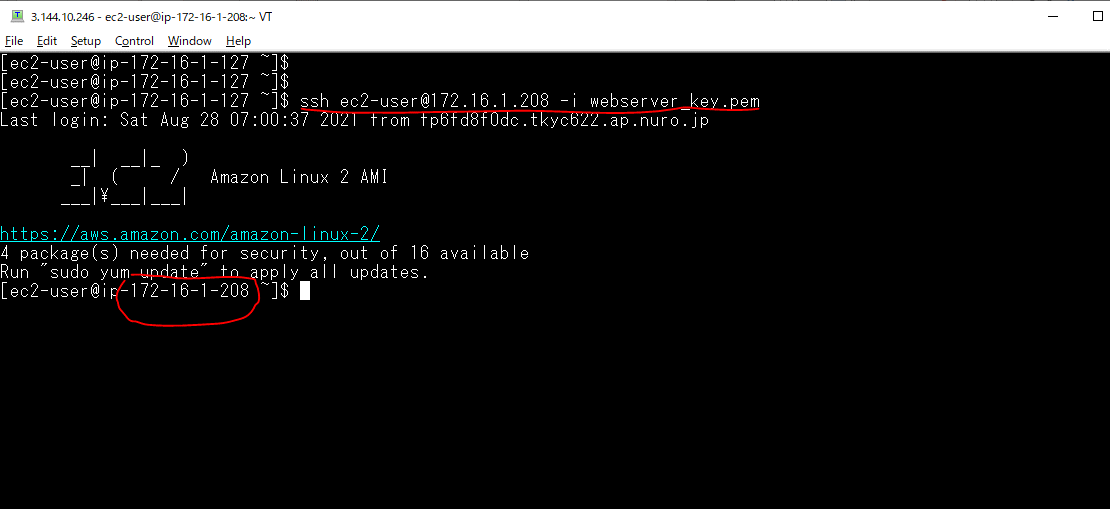 3.144.10.246 - ec2-user@ip-172-16-1-208:~ VT
File Edit Setup Control Window Help
[ec2-user@ip-172-16-1-127 ~]$
[ec2-user@ip-172-16-1-127 ~]$
[ec2-user@ip-172-16-1-127 ~]$ ssh ec2-user@172.16.1.208 -i webserver_key.pem
Last login: Sat Aug 28 07:00:37 2021 from fp6fd8f0dc.tkyc622.ap.nuro.jp
__|  __|_  )
_|  (     /   Amazon Linux 2 AMI
___|¥___|___|
https://aws.amazon.com/amazon-linux-2/
4 package(s) needed for security, out of 16 available
Run "sudo yum update" to apply all updates.
[ec2-user@ip-172-16-1-208 ~]$